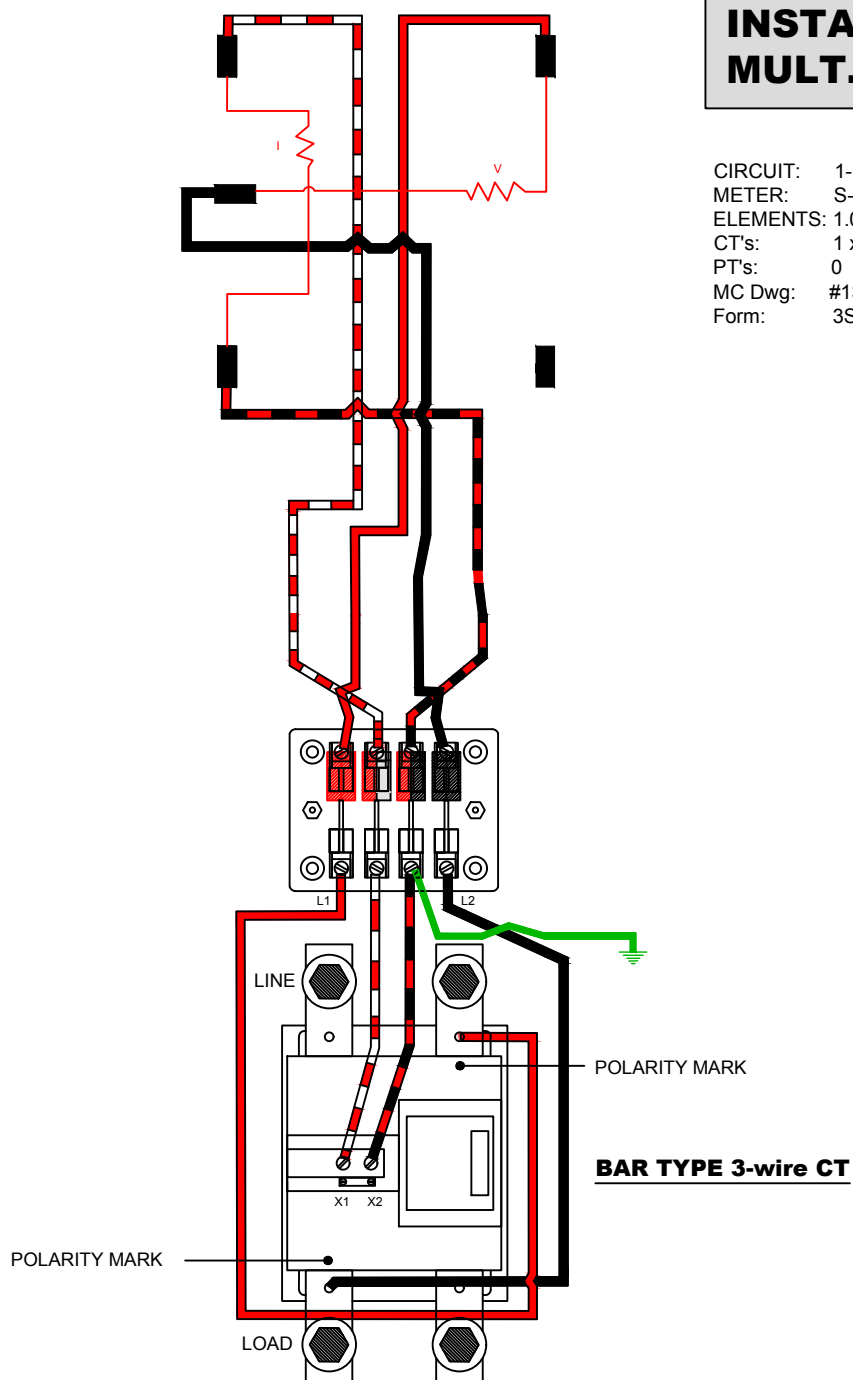 INSTA
MULT.
CIRCUIT: 1-
METER: S-
ELEMENTS: 1.0
CT's: 1 x
PT's: 0
MC Dwg: #13
Form: 3S
I
V
L1
L2
LINE
POLARITY MARK
BAR TYPE 3-wire CT
X1 X2
POLARITY MARK
LOAD